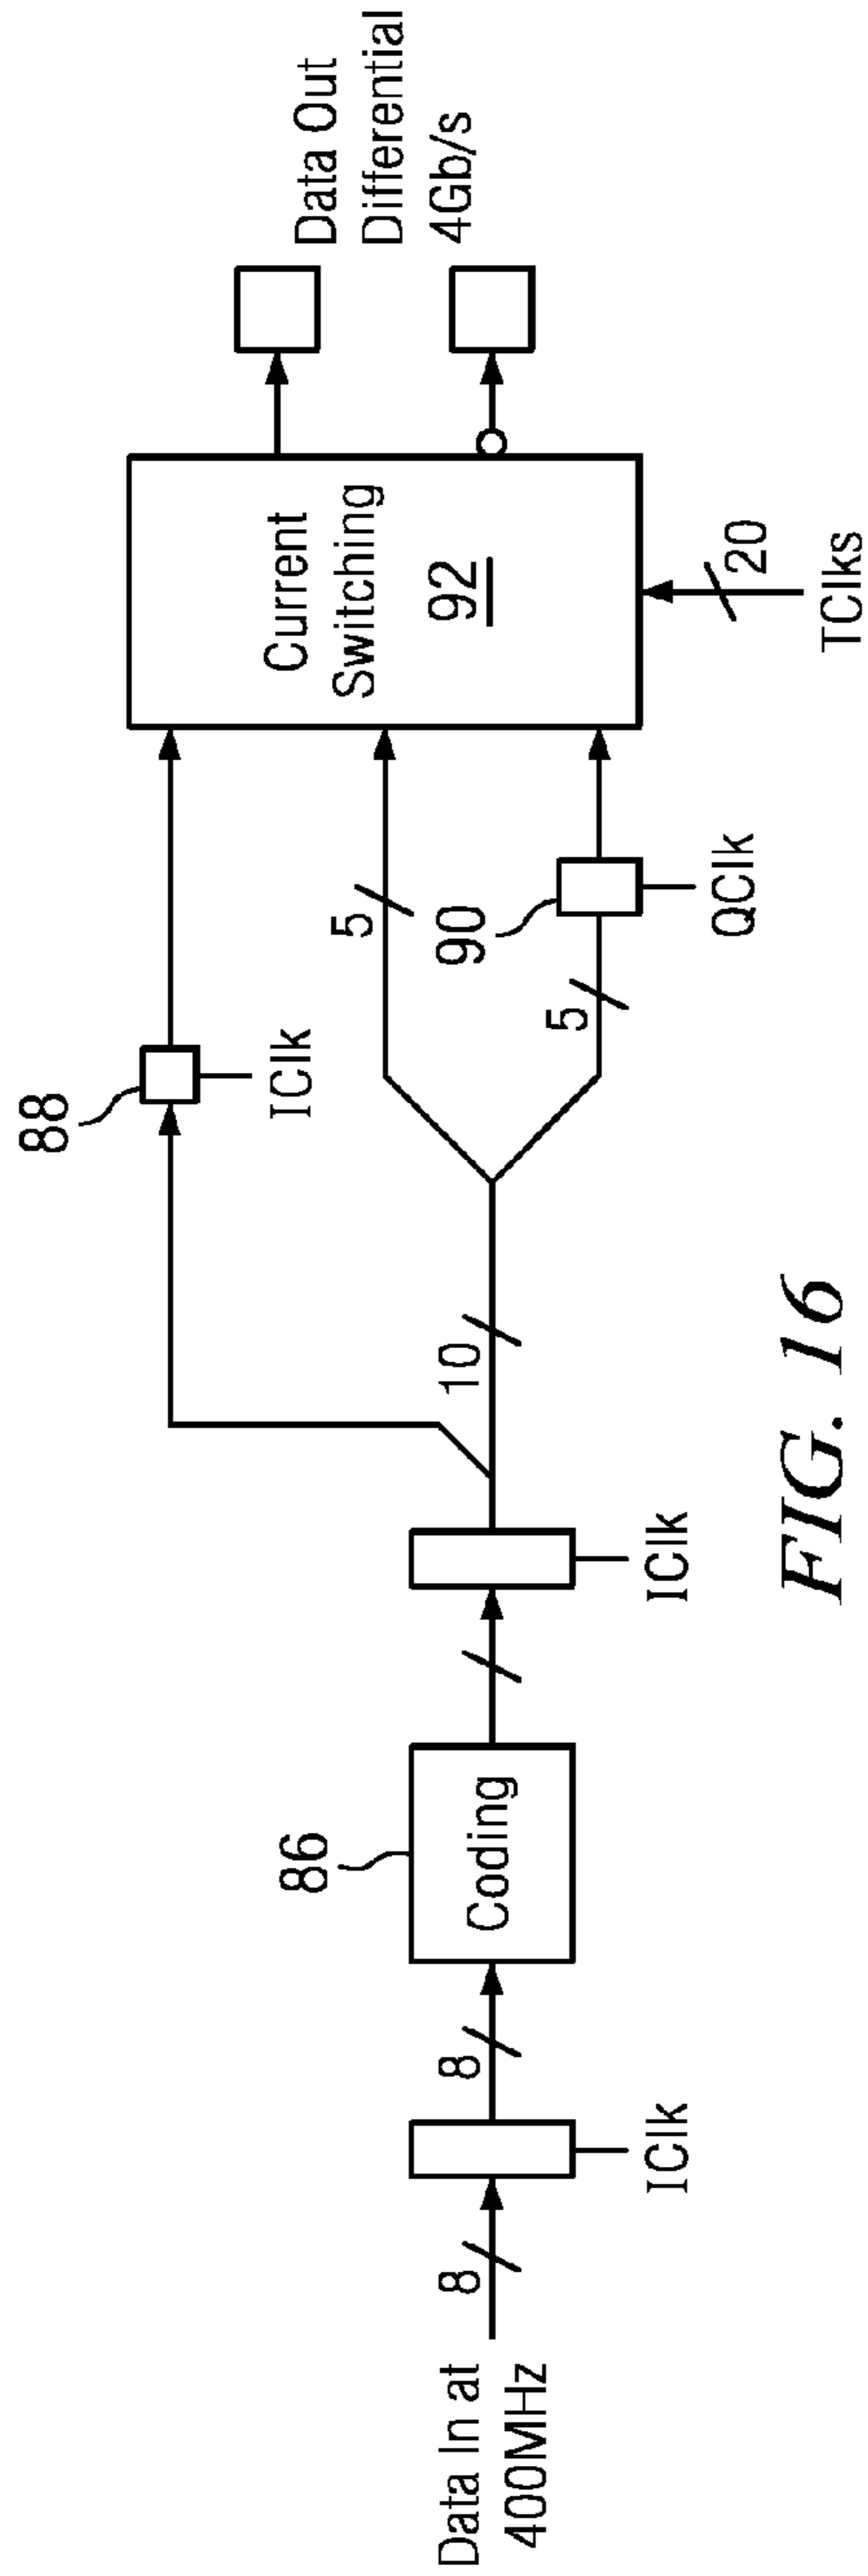 Data In at
400MHz
8
IClk
8
86
Coding
IClk
10
88
IClk
5
5
90
QClk
Current
Switching
92
20
TClks
Data Out
Differential
4Gb/s
FIG. 16